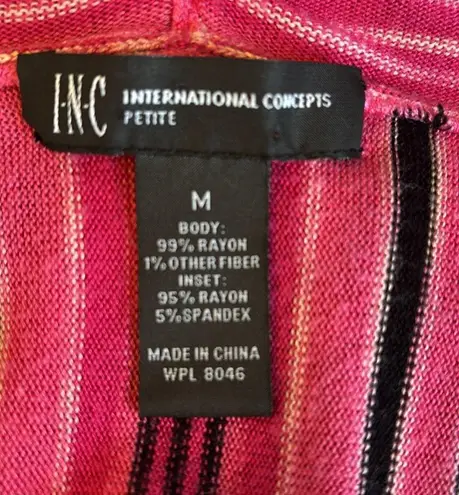 I·N·C INTERNATIONAL CONCEPTS
PETITE
M
BODY:
99% RAYON
1% OTHER FIBER
INSET:
95% RAYON
5% SPANDEX
MADE IN CHINA
WPL 8046